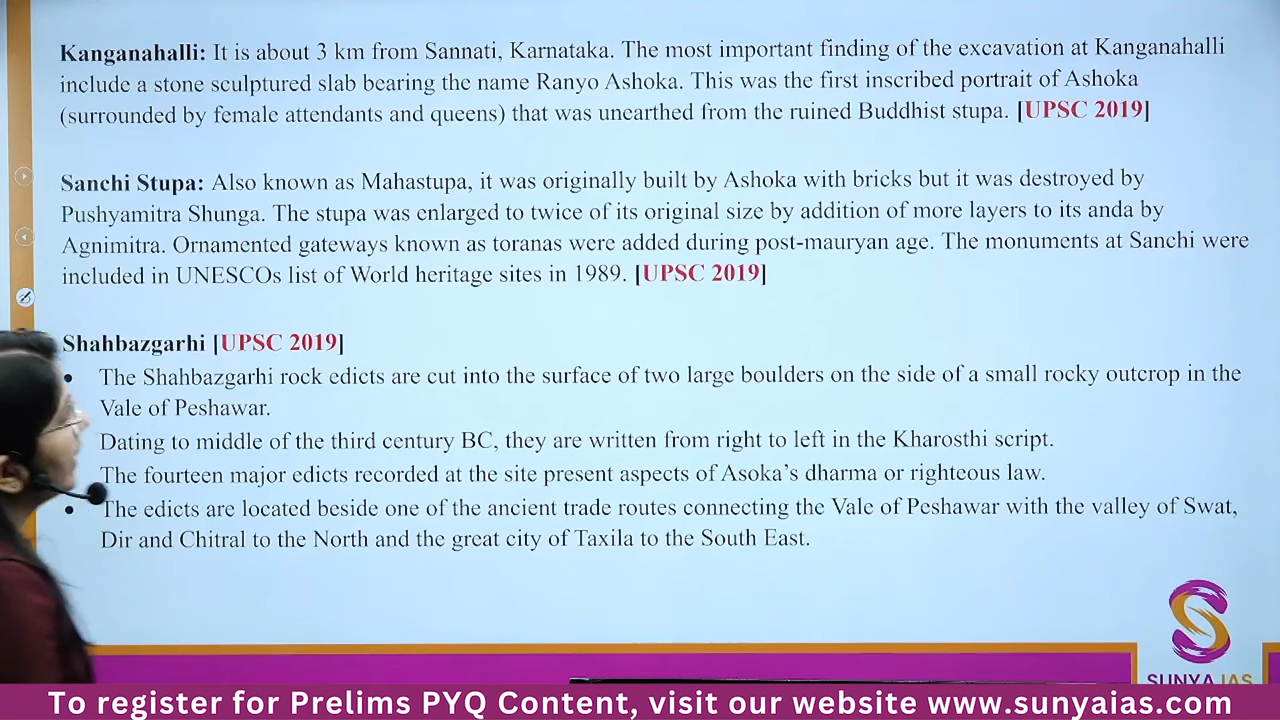 Kanganahalli: It is about 3 km from Sannati, Karnataka. The most important finding of the excavation at Kanganahalli
include a stone sculptured slab bearing the name Ranyo Ashoka. This was the first inscribed portrait of Ashoka
(surrounded by female attendants and queens) that was unearthed from the ruined Buddhist stupa. [UPSC 2019]
Sanchi Stupa: Also known as Mahastupa, it was originally built by Ashoka with bricks but it was destroyed by
Pushyamitra Shunga. The stupa was enlarged to twice of its original size by addition of more layers to its anda by
Agnimitra. Ornamented gateways known as toranas were added during post-mauryan age. The monuments at Sanchi were
included in UNESCOs list of World heritage sites in 1989. [UPSC 2019]
Shahbazgarhi [UPSC 2019]
• The Shahbazgarhi rock edicts are cut into the surface of two large boulders on the side of a small rocky outcrop in the
Vale of Peshawar.
Dating to middle of the third century BC, they are written from right to left in the Kharosthi script.
The fourteen major edicts recorded at the site present aspects of Asoka's dharma or righteous law.
• The edicts are located beside one of the ancient trade routes connecting the Vale of Peshawar with the valley of Swat,
Dir and Chitral to the North and the great city of Taxila to the South East.
SUNYA IAS
To register for Prelims PYQ Content, visit our website www.sunyaias.com